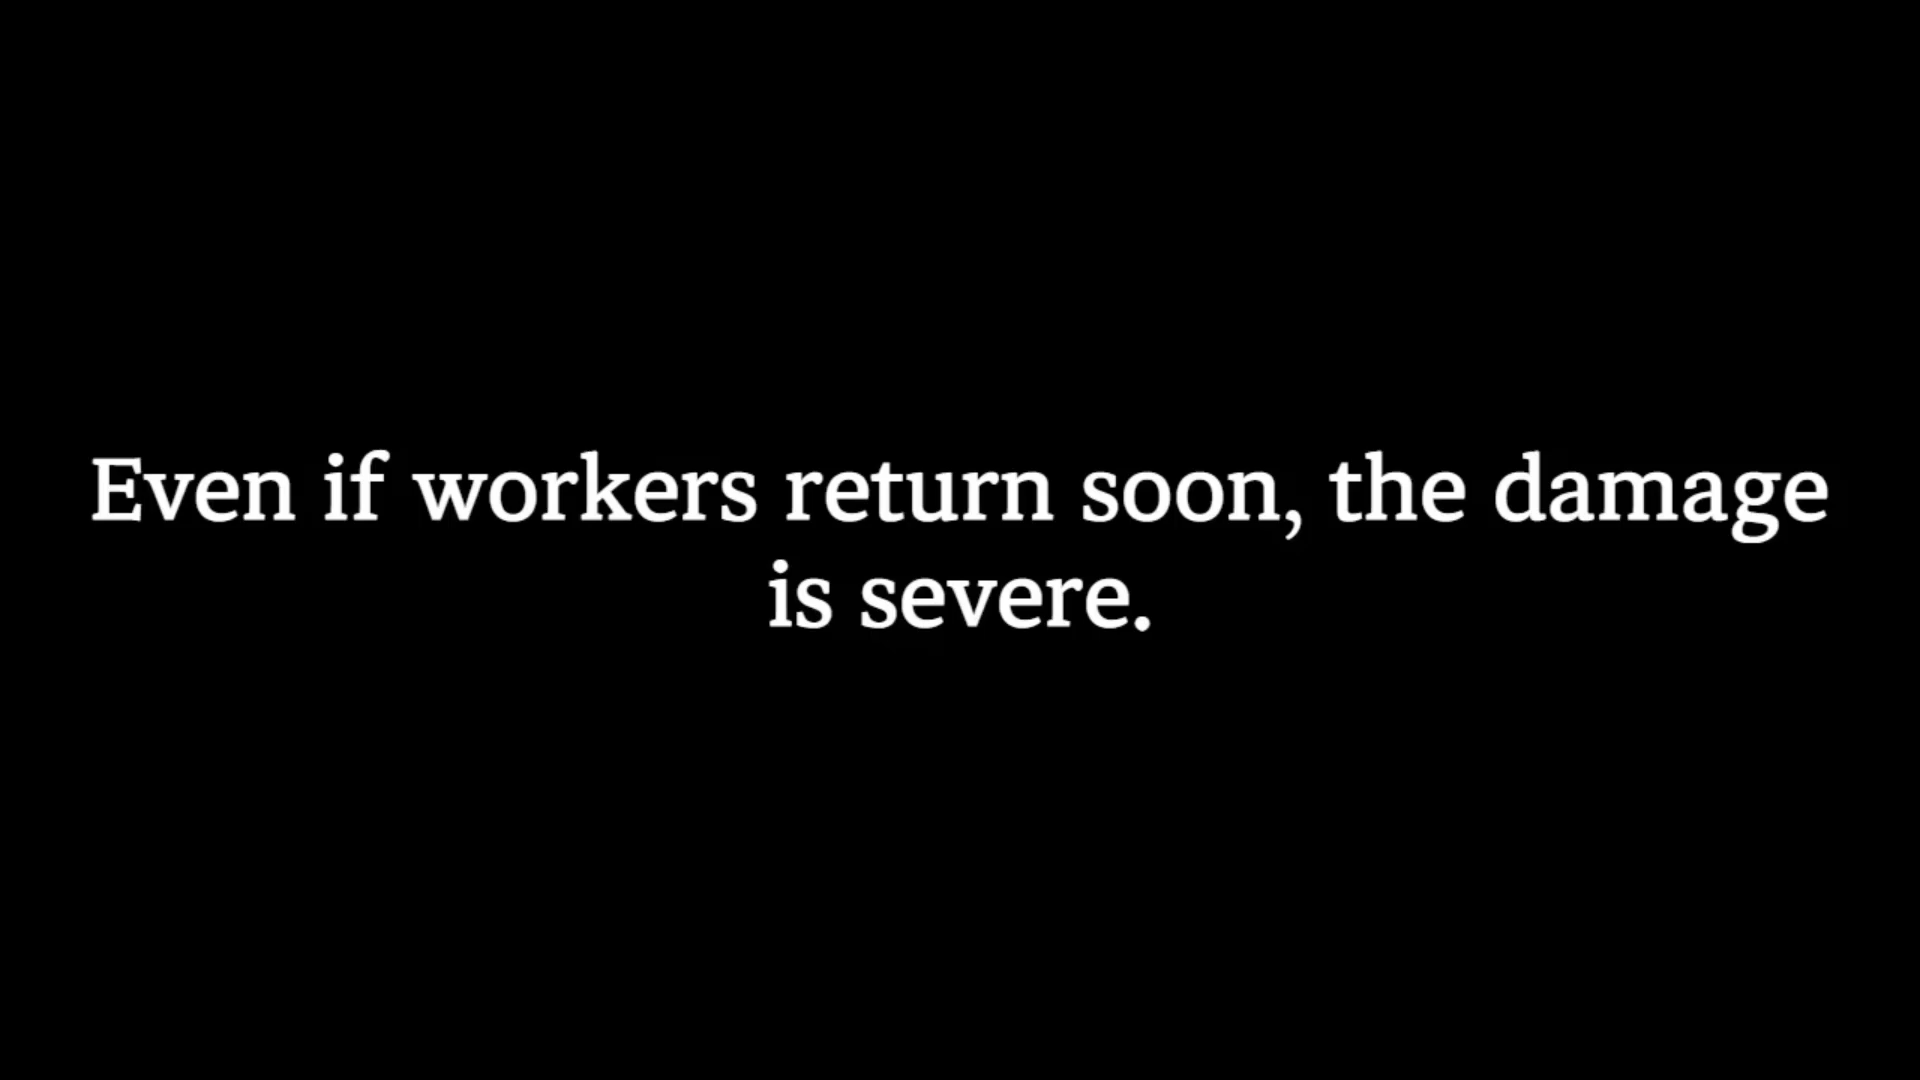 Even if workers return soon, the damage
is severe.